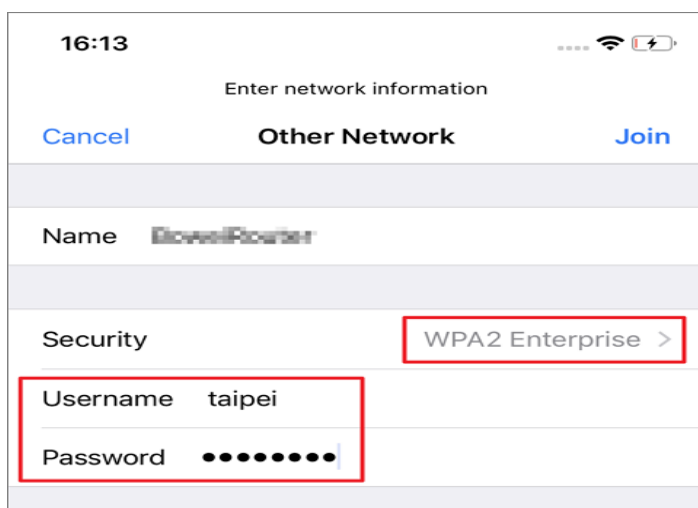 16:13
Enter network information
Cancel Other Network Join
Name
Security WPA2 Enterprise >
Username taipei
Password ••••••••